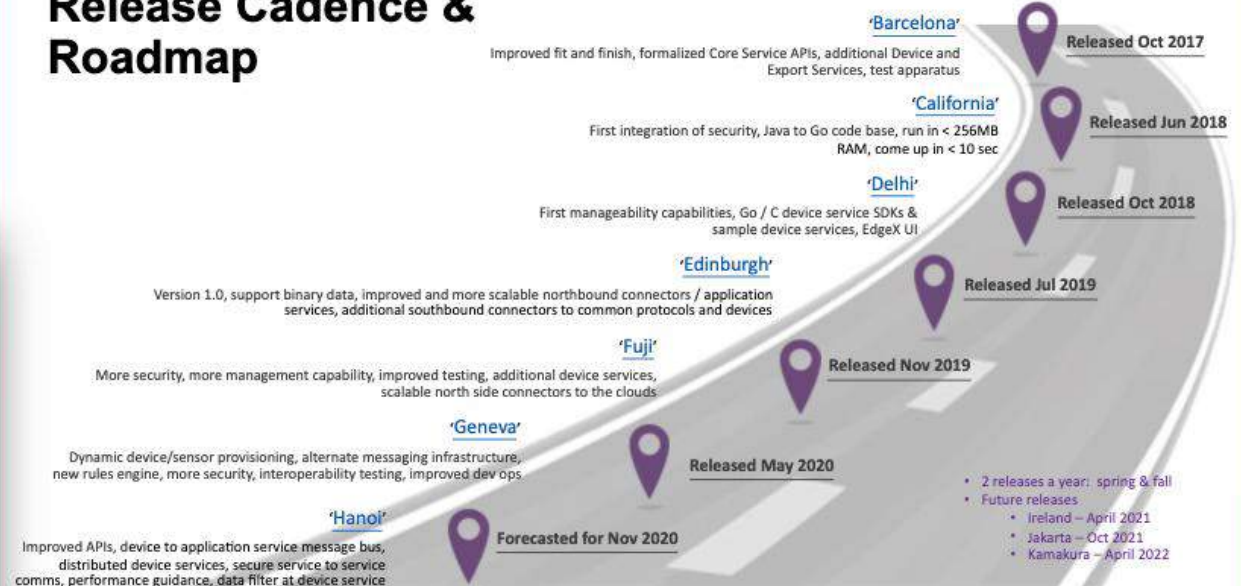 Release Cadence &
Roadmap
'Barcelona'
Released Oct 2017
Improved fit and finish, formalized Core Service APIs, additional Device and
Export Services, test apparatus
'California'
Released Jun 2018
First integration of security, Java to Go code base, run in < 256MB
RAM, come up in < 10 sec
'Delhi'
Released Oct 2018
First manageability capabilities, Go / C device service SDKs &
sample device services, EdgeX UI
'Edinburgh'
Released Jul 2019
Version 1.0, support binary data, improved and more scalable northbound connectors / application
services, additional southbound connectors to common protocols and devices
'Fuji'
Released Nov 2019
More security, more management capability, improved testing, additional device services,
scalable north side connectors to the clouds
'Geneva'
Released May 2020
Dynamic device/sensor provisioning, alternate messaging infrastructure,
new rules engine, more security, interoperability testing, improved dev ops
'Hanoi'
Forecasted for Nov 2020
Improved APIs, device to application service message bus,
distributed device services, secure service to service
comms, performance guidance, data filter at device service
• 2 releases a year: spring & fall
• Future releases
• Ireland – April 2021
• Jakarta – Oct 2021
• Kamakura – April 2022